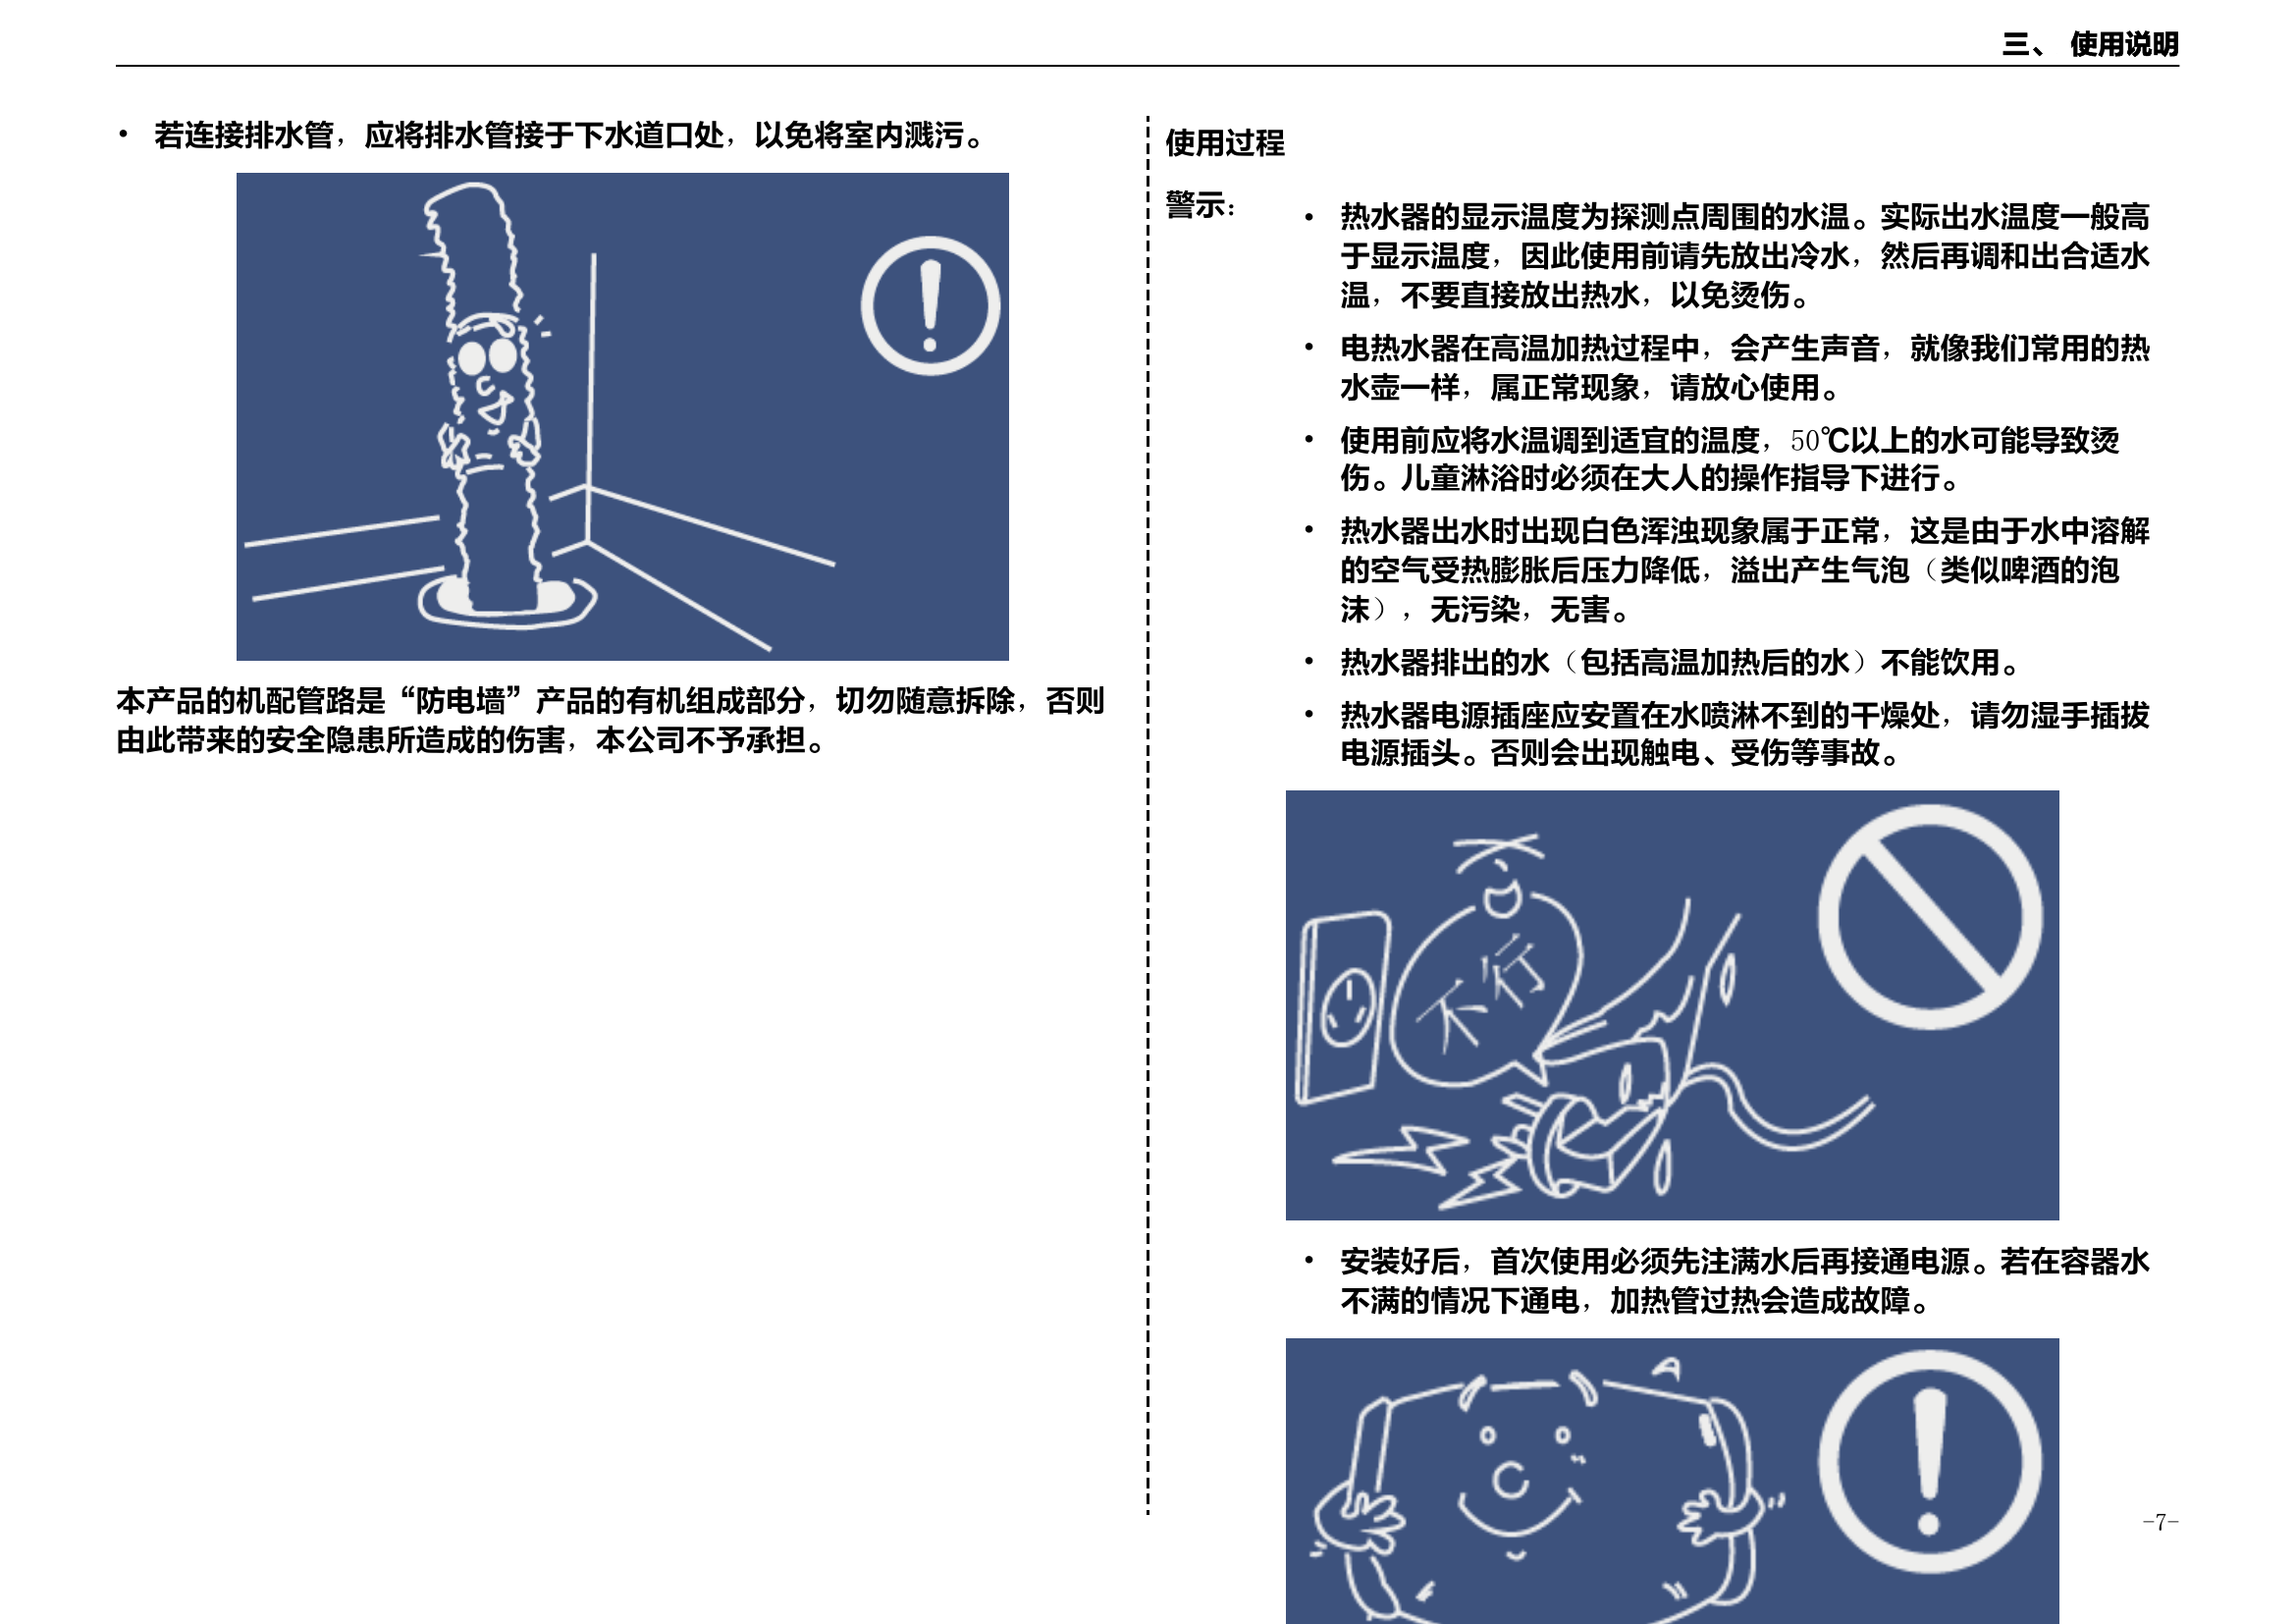 三、 使用说明
• 若连接排水管，应将排水管接于下水道口处，以免将室内溅污。
本产品的机配管路是“防电墙”产品的有机组成部分，切勿随意拆除，否则
由此带来的安全隐患所造成的伤害，本公司不予承担。
使用过程
警示：
• 热水器的显示温度为探测点周围的水温。实际出水温度一般高
于显示温度，因此使用前请先放出冷水，然后再调和出合适水
温，不要直接放出热水，以免烫伤。
• 电热水器在高温加热过程中，会产生声音，就像我们常用的热
水壶一样，属正常现象，请放心使用。
• 使用前应将水温调到适宜的温度，50℃以上的水可能导致烫
伤。儿童淋浴时必须在大人的操作指导下进行。
• 热水器出水时出现白色浑浊现象属于正常，这是由于水中溶解
的空气受热膨胀后压力降低，溢出产生气泡（类似啤酒的泡
沫），无污染，无害。
• 热水器排出的水（包括高温加热后的水）不能饮用。
• 热水器电源插座应安置在水喷淋不到的干燥处，请勿湿手插拔
电源插头。否则会出现触电、受伤等事故。
不行
• 安装好后，首次使用必须先注满水后再接通电源。若在容器水
不满的情况下通电，加热管过热会造成故障。
-7-